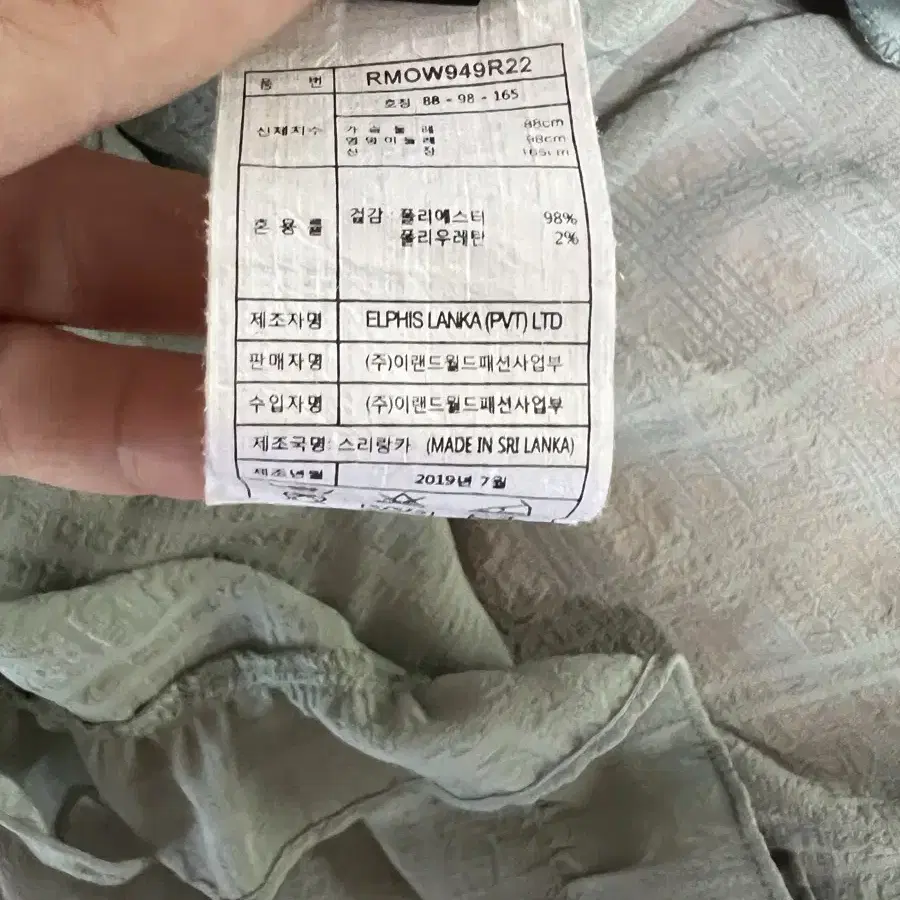 품 번 RMOW949R22
호칭 88 - 98 - 165
신체치수 가 슴 둘 레 88cm
엉덩이둘레 98cm
신 장 165cm
혼 용 률 겉감 : 폴리에스터 98%
폴리우레탄 2%
제조자명 ELPHIS LANKA (PVT) LTD
판매자명 (주)이랜드월드패션사업부
수입자명 (주)이랜드월드패션사업부
제조국명: 스리랑카 (MADE IN SRI LANKA)
제조년월 2019년 7월